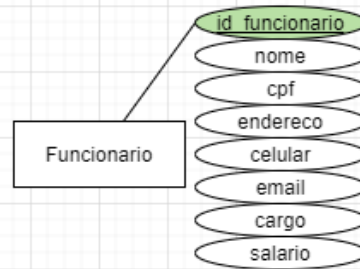 id_funcionario
nome
cpf
endereco
Funcionario
celular
email
cargo
salario